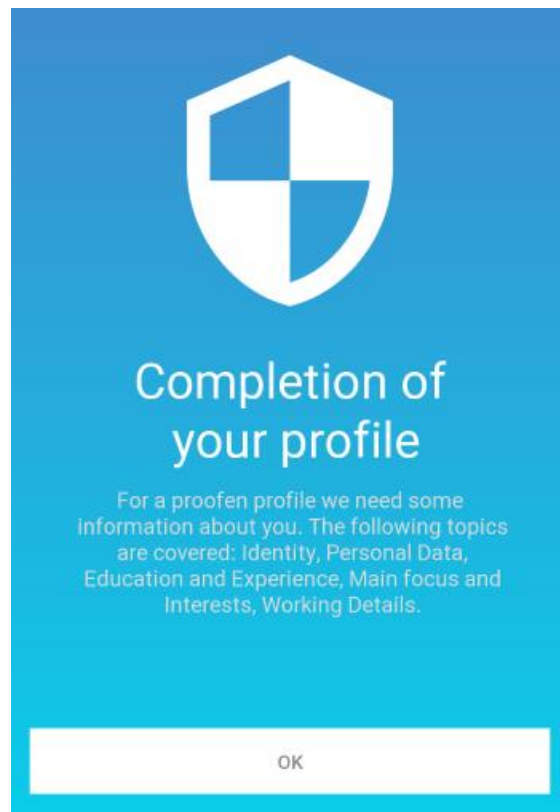 Completion of
your profile
For a proofen profile we need some
information about you. The following topics
are covered: Identity, Personal Data,
Education and Experience, Main focus and
Interests, Working Details.
OK